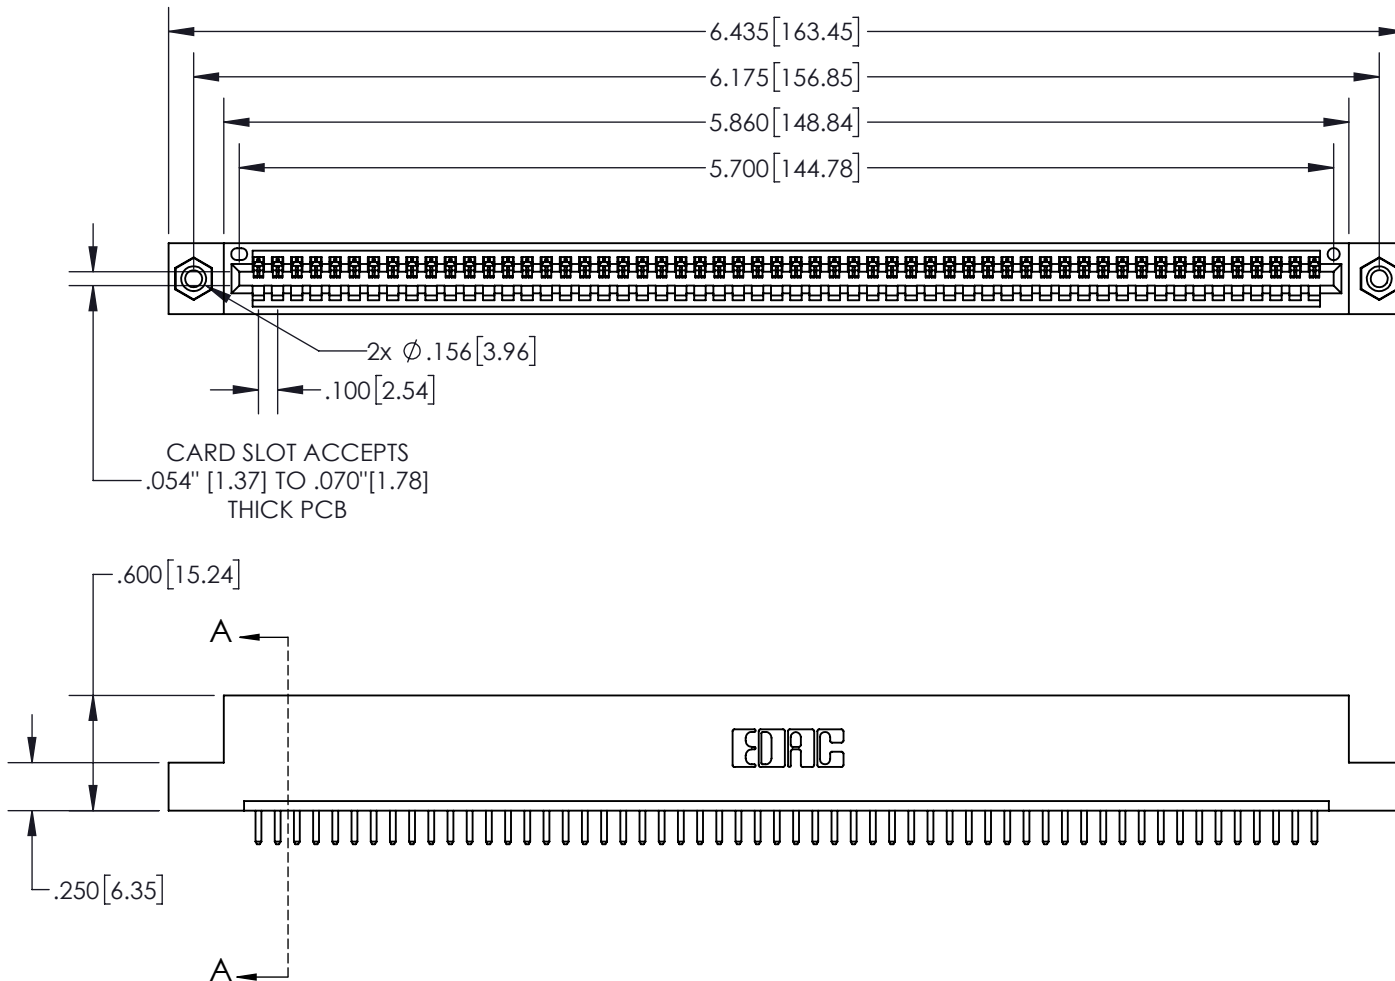 6.435[163.45]
6.175[156.85]
5.860[148.84]
5.700[144.78]
2x ∅.156[3.96]
.100[2.54]
CARD SLOT ACCEPTS
.054" [1.37] TO .070"[1.78]
THICK PCB
.600[15.24]
A
EDAC
.250[6.35]
A